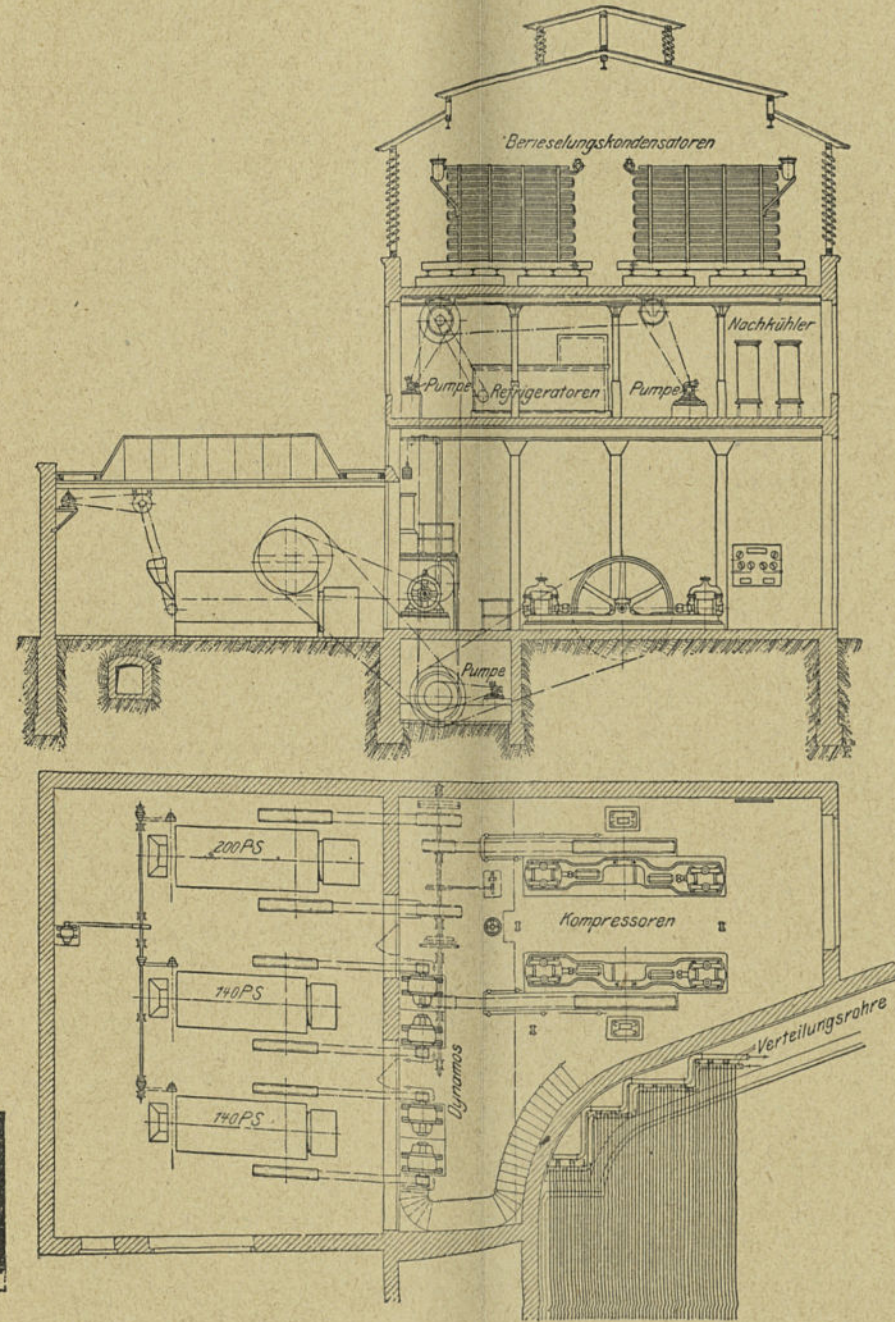 Berieselungskondensatoren
Nachkühler
Pumpe
Refrigeratoren
Pumpe
Pumpe
200PS
Kompressoren
140PS
Verteilungsrohre
Dynamos
140PS